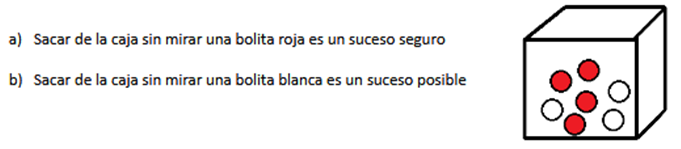 a) Sacar de la caja sin mirar una bolita roja es un suceso seguro
b) Sacar de la caja sin mirar una bolita blanca es un suceso posible